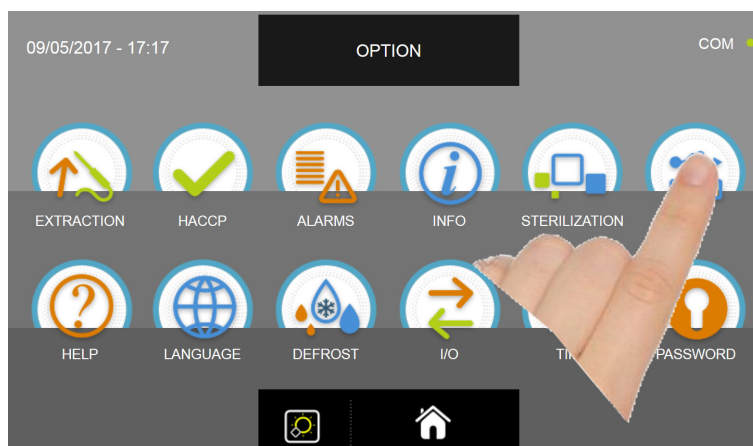 09/05/2017 - 17:17
OPTION
COM
EXTRACTION
HACCP
ALARMS
INFO
STERILIZATION
HELP
LANGUAGE
DEFROST
I/O
PASSWORD